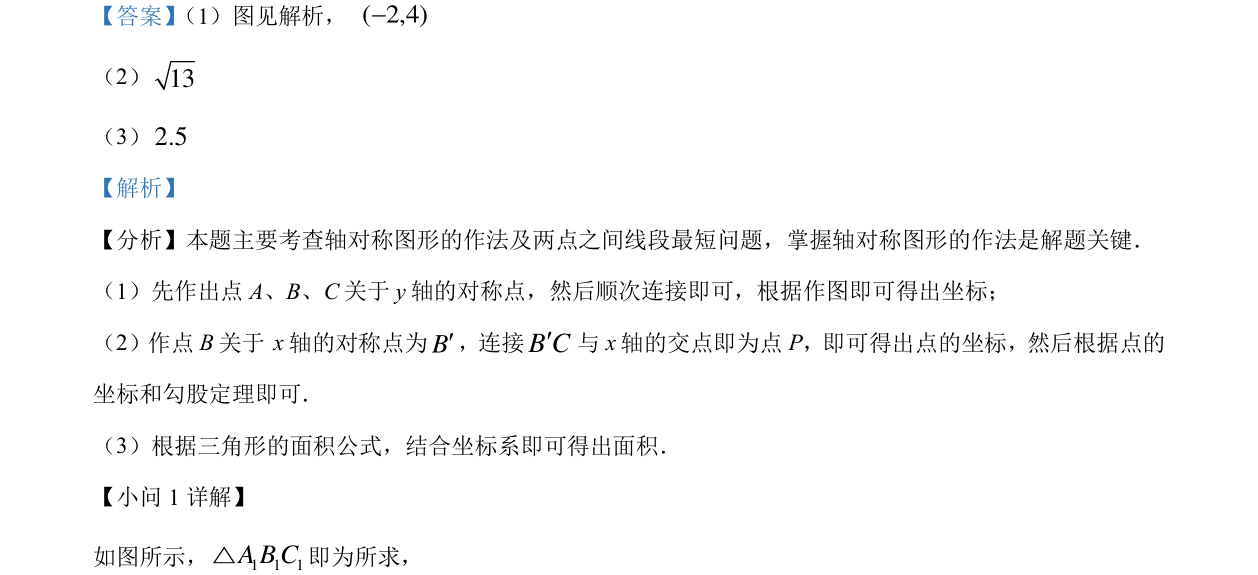 【答案】（1）图见解析， (−2,4)
（2）√13
（3）2.5
【解析】
【分析】本题主要考查轴对称图形的作法及两点之间线段最短问题，掌握轴对称图形的作法是解题关键．
（1）先作出点 A、B、C 关于 y 轴的对称点，然后顺次连接即可，根据作图即可得出坐标；
（2）作点 B 关于 x 轴的对称点为 B′，连接 B′C 与 x 轴的交点即为点 P，即可得出点的坐标，然后根据点的
坐标和勾股定理即可．
（3）根据三角形的面积公式，结合坐标系即可得出面积．
【小问 1 详解】
如图所示，△A₁B₁C₁ 即为所求，